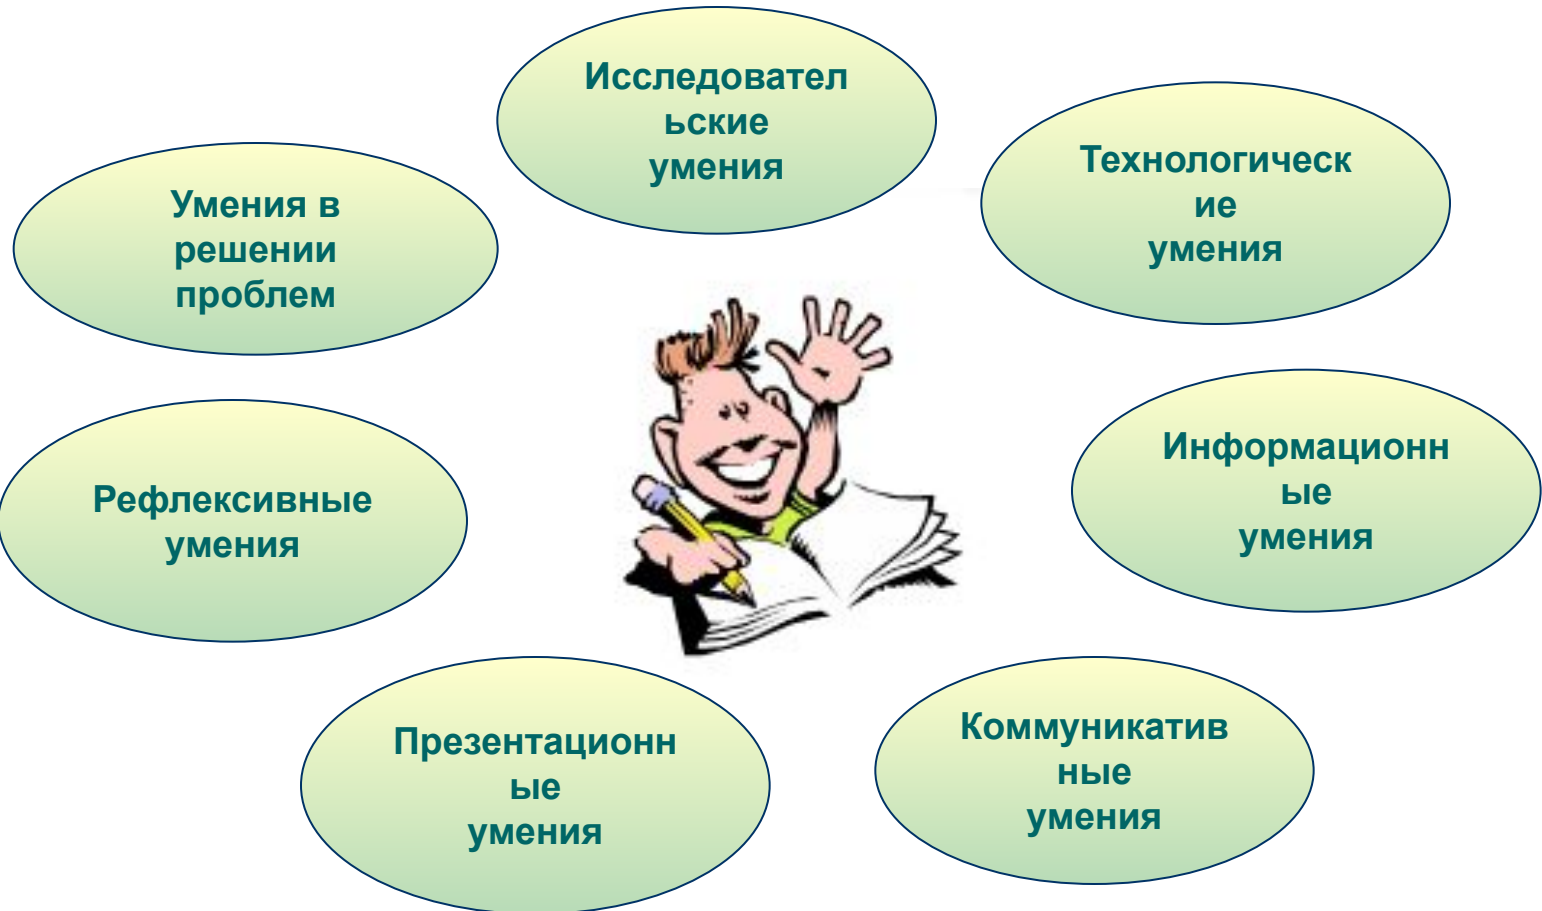 Исследовател
ьские
умения
Технологическ
ие
умения
Умения в
решении
проблем
Информационн
ые
умения
Рефлексивные
умения
Презентационн
ые
умения
Коммуникатив
ные
умения